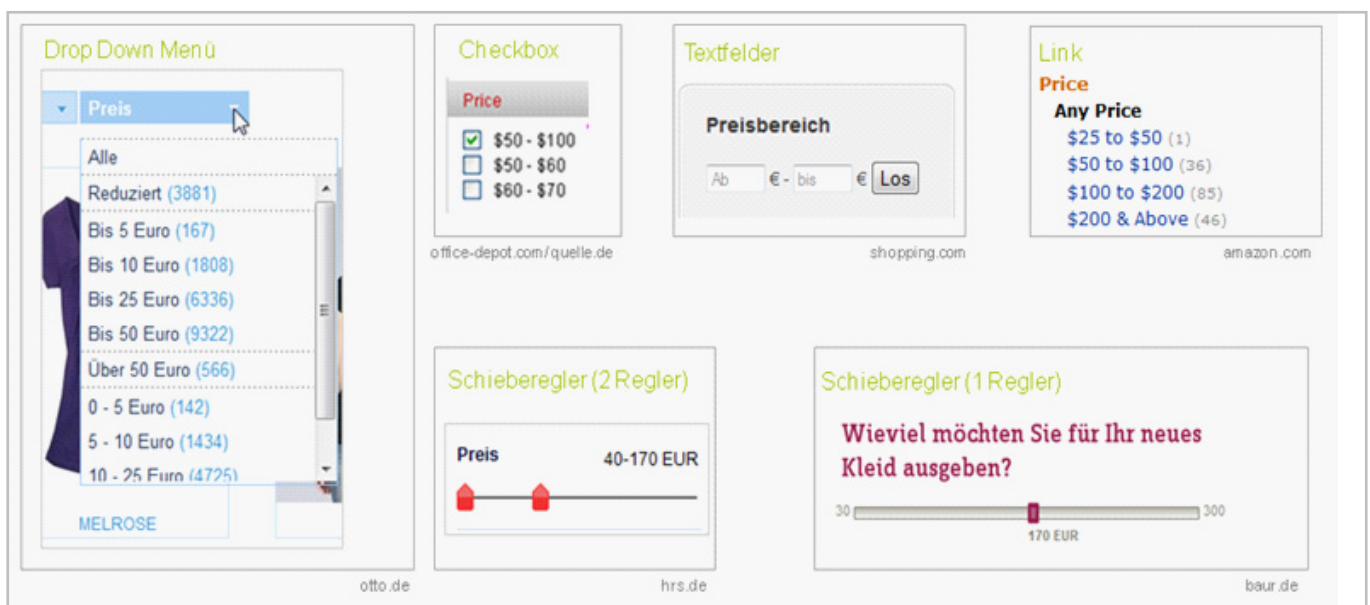 Drop Down Menü
Preis
Alle
Reduziert (3881)
Bis 5 Euro (167)
Bis 10 Euro (1808)
Bis 25 Euro (6336)
Bis 50 Euro (9322)
Über 50 Euro (566)
0 - 5 Euro (142)
5 - 10 Euro (1434)
10 - 25 Euro (4725)
MELROSE
otto.de
Checkbox
Price
$50 - $100
$50 - $60
$60 - $70
office-depot.com/quelle.de
Textfelder
Preisbereich
Ab € - bis € Los
shopping.com
Link
Price
Any Price
$25 to $50 (1)
$50 to $100 (36)
$100 to $200 (85)
$200 & Above (46)
amazon.com
Schieberegler (2 Regler)
Preis 40-170 EUR
hrs.de
Schieberegler (1 Regler)
Wieviel möchten Sie für Ihr neues
Kleid ausgeben?
30 300
170 EUR
baur.de